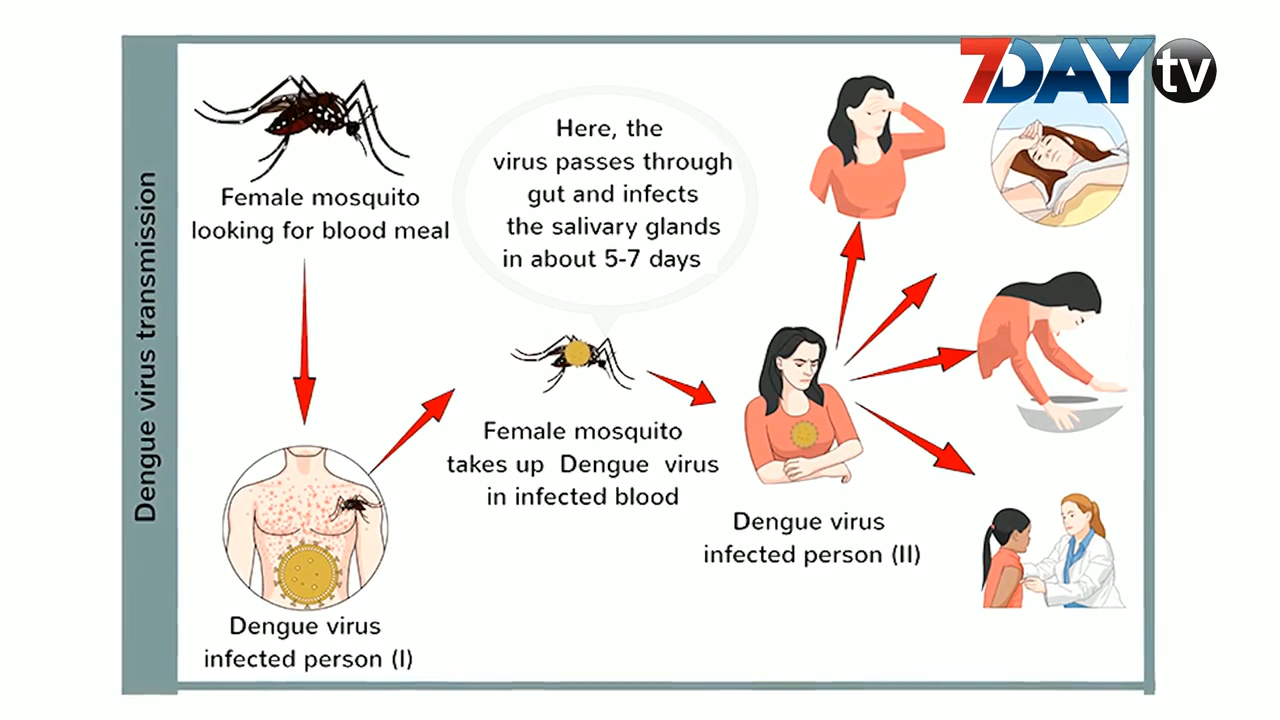 7DAY tv
Dengue virus transmission
Female mosquito
looking for blood meal
Here, the
virus passes through
gut and infects
the salivary glands
in about 5-7 days
Female mosquito
takes up Dengue virus
in infected blood
Dengue virus
infected person (II)
Dengue virus
infected person (I)